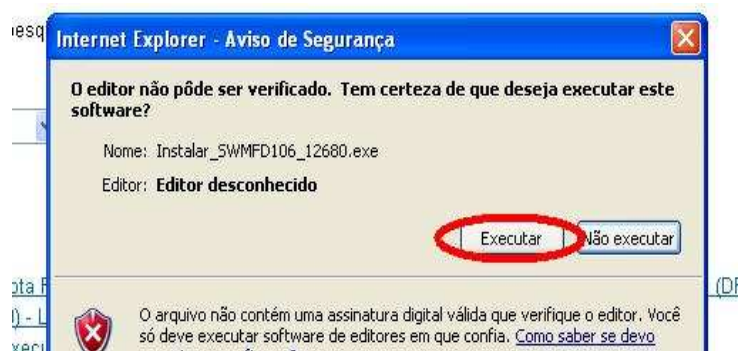 Internet Explorer - Aviso de Segurança
O editor não pôde ser verificado. Tem certeza de que deseja executar este
software?
Nome: Instalar_SWMFD106_12680.exe
Editor: Editor desconhecido
Executar Não executar
O arquivo não contém uma assinatura digital válida que verifique o editor. Você
só deve executar software de editores em que confia. Como saber se devo